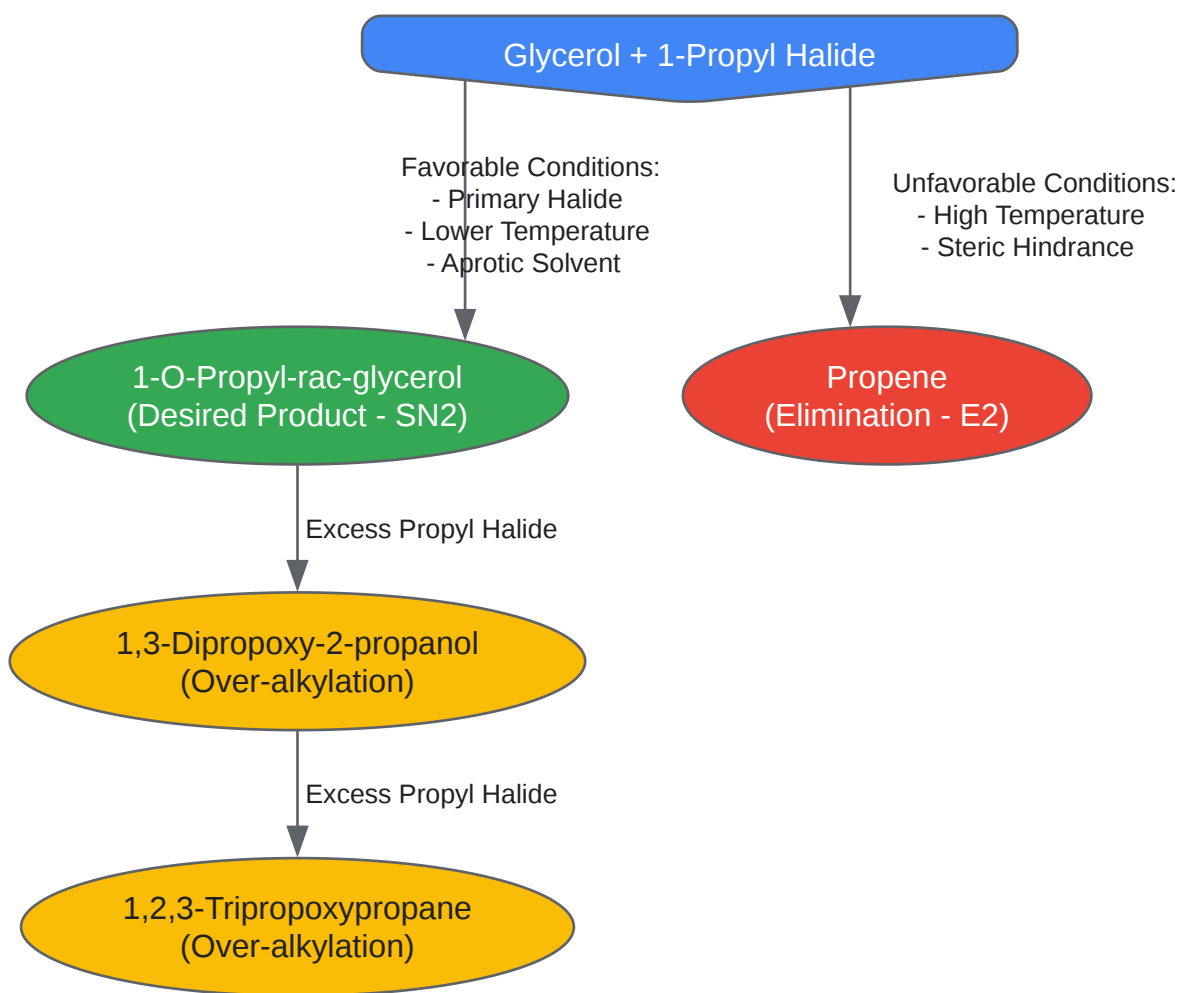 Glycerol + 1-Propyl Halide
Favorable Conditions:
- Primary Halide
- Lower Temperature
- Aprotic Solvent
Unfavorable Conditions:
- High Temperature
- Steric Hindrance
1-O-Propyl-rac-glycerol
(Desired Product - SN2)
Propene
(Elimination - E2)
Excess Propyl Halide
1,3-Dipropoxy-2-propanol
(Over-alkylation)
Excess Propyl Halide
1,2,3-Tripropoxypropane
(Over-alkylation)